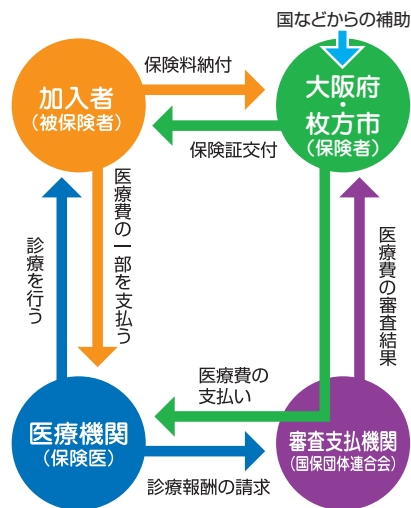 国などからの補助
加入者
（被保険者）
保険料納付
大阪府
・
枚方市
（保険者）
保険証交付
医療費の一部を支払う
診療を行う
医療費の審査結果
医療費の
支払い
医療機関
（保険医）
審査支払機関
（国保団体連合会）
診療報酬の請求